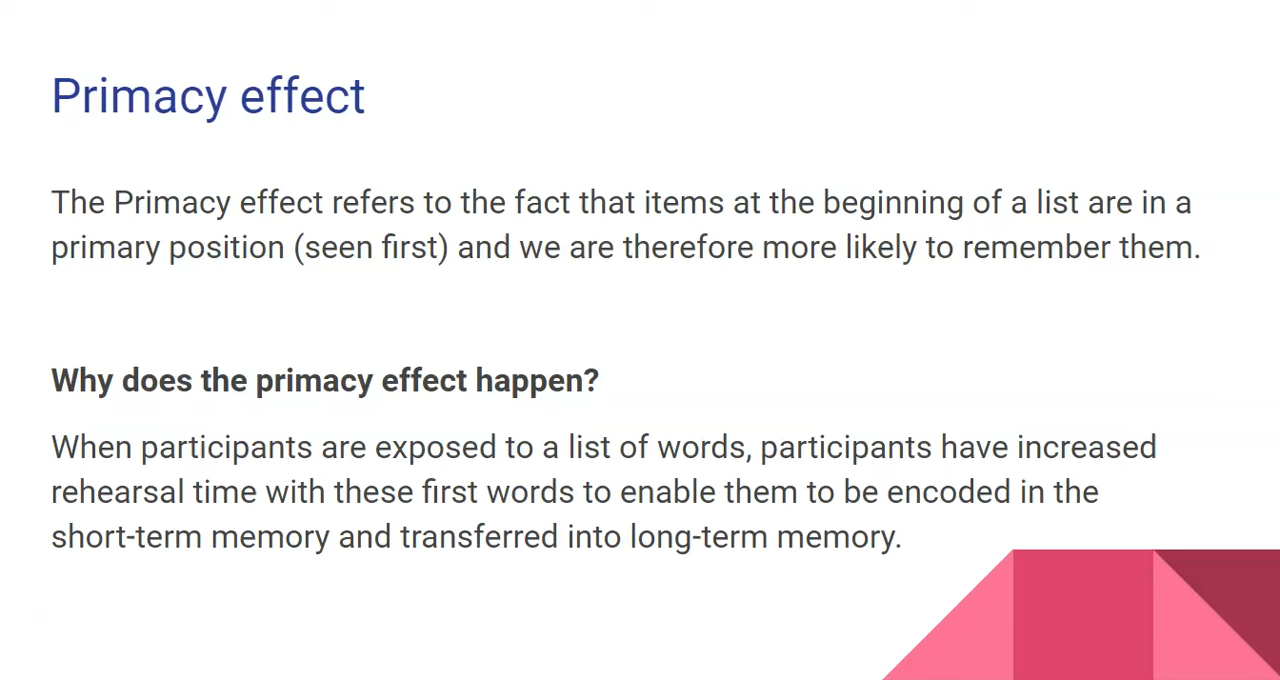 Primacy effect
The Primacy effect refers to the fact that items at the beginning of a list are in a
primary position (seen first) and we are therefore more likely to remember them.
Why does the primacy effect happen?
When participants are exposed to a list of words, participants have increased
rehearsal time with these first words to enable them to be encoded in the
short-term memory and transferred into long-term memory.